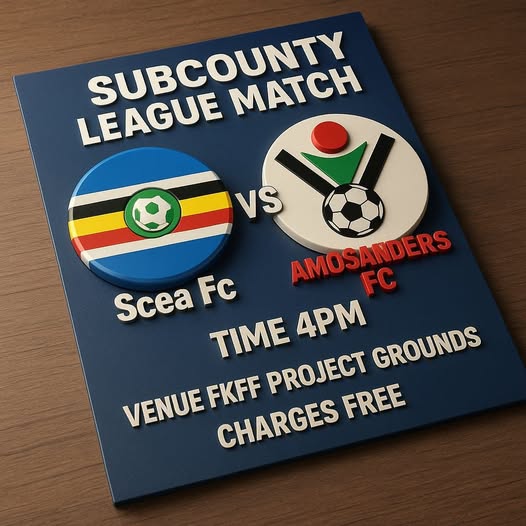 SUBCOUNTY
LEAGUE MATCH
VS
Scea Fc
AMOSANDERS
FC
TIME 4PM
VENUE FKFF PROJECT GROUNDS
CHARGES FREE